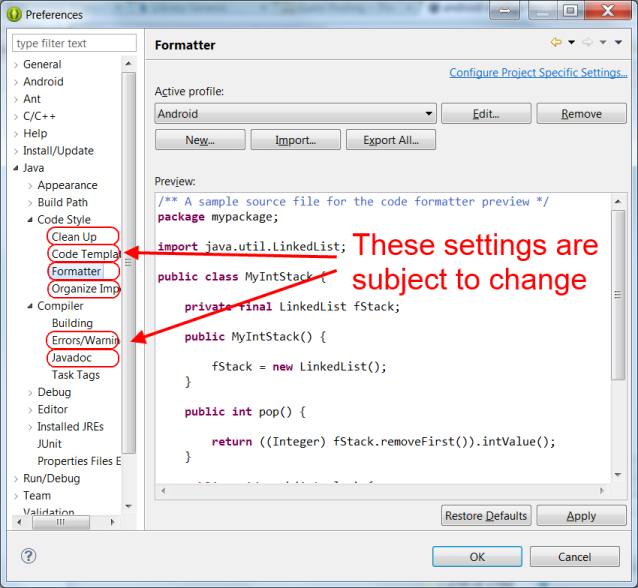 Preferences
type filter text
General
Android
Ant
C/C++
Help
Install/Update
Java
Appearance
Build Path
Code Style
Clean Up
Code Templat
Formatter
Organize Imp
Compiler
Building
Errors/Warnin
Javadoc
Task Tags
Debug
Editor
Installed JREs
JUnit
Properties Files E
Run/Debug
Team
Validation
Formatter
Configure Project Specific Settings...
Active profile:
Android
Edit...
Remove
New...
Import...
Export All...
Preview:
/** A sample source file for the code formatter preview */
package mypackage;
import java.util.LinkedList;
public class MyIntStack {
private final LinkedList fStack;
public MyIntStack() {
fStack = new LinkedList();
}
public int pop() {
return ((Integer) fStack.removeFirst()).intValue();
}
These settings are
subject to change
Restore Defaults
Apply
?
OK
Cancel